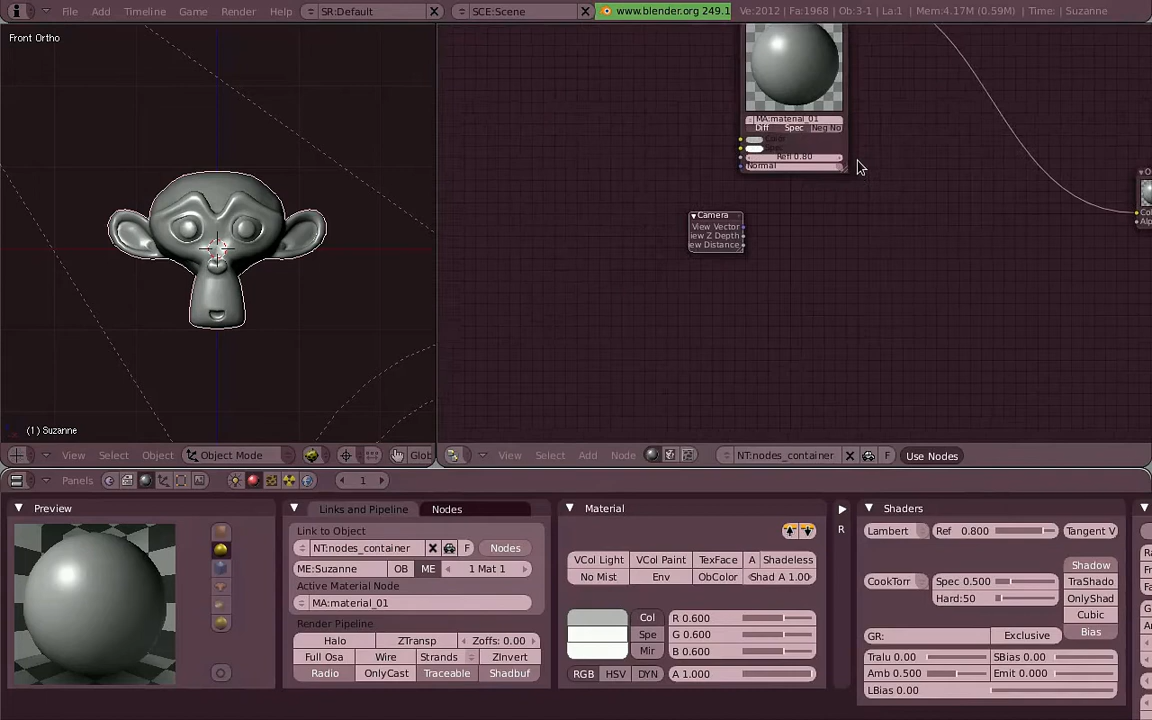 File Add Timeline Game Render Help SR:Default SCE:Scene www.blender.org 249.1 Ve:2012 | Fa:1968 | Ob:3-1 | La:1 | Mem:4.17M (0.59M) | Time: | Suzanne
Front Ortho
MA:material_01
Diff Spec Neg No
Refl 0.80
Normal
Camera
View Vector
iew Z Depth
ew Distance
Col
Alp
(1) Suzanne
View Select Object Object Mode Glob
View Select Add Node NT:nodes_container F Use Nodes
Panels 1
Preview
Links and Pipeline Nodes
Link to Object
NT:nodes_container F Nodes
ME:Suzanne OB ME 1 Mat 1
Active Material Node
MA:material_01
Render Pipeline
Halo ZTransp Zoffs: 0.00
Full Osa Wire Strands ZInvert
Radio OnlyCast Traceable Shadbuf
Material
VCol Light VCol Paint TexFace A Shadeless
No Mist Env ObColor Shad A 1.00
Col R 0.600
Spe G 0.600
Mir B 0.600
RGB HSV DYN A 1.000
R
Shaders
Lambert Ref 0.800 Tangent V
Shadow
CookTorr Spec 0.500 TraShado
Hard:50 OnlyShad
Cubic
GR: Exclusive Bias
Tralu 0.00 SBias 0.00
Amb 0.500 Emit 0.000
LBias 0.00